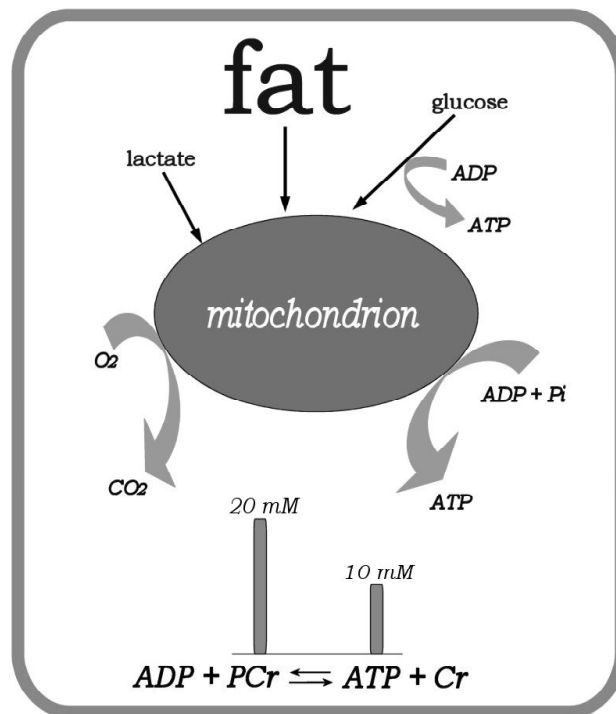 fat
glucose
lactate
ADP
ATP
mitochondrion
O2
ADP + Pi
CO2
ATP
20 mM
10 mM
ADP + PCr ⇌ ATP + Cr